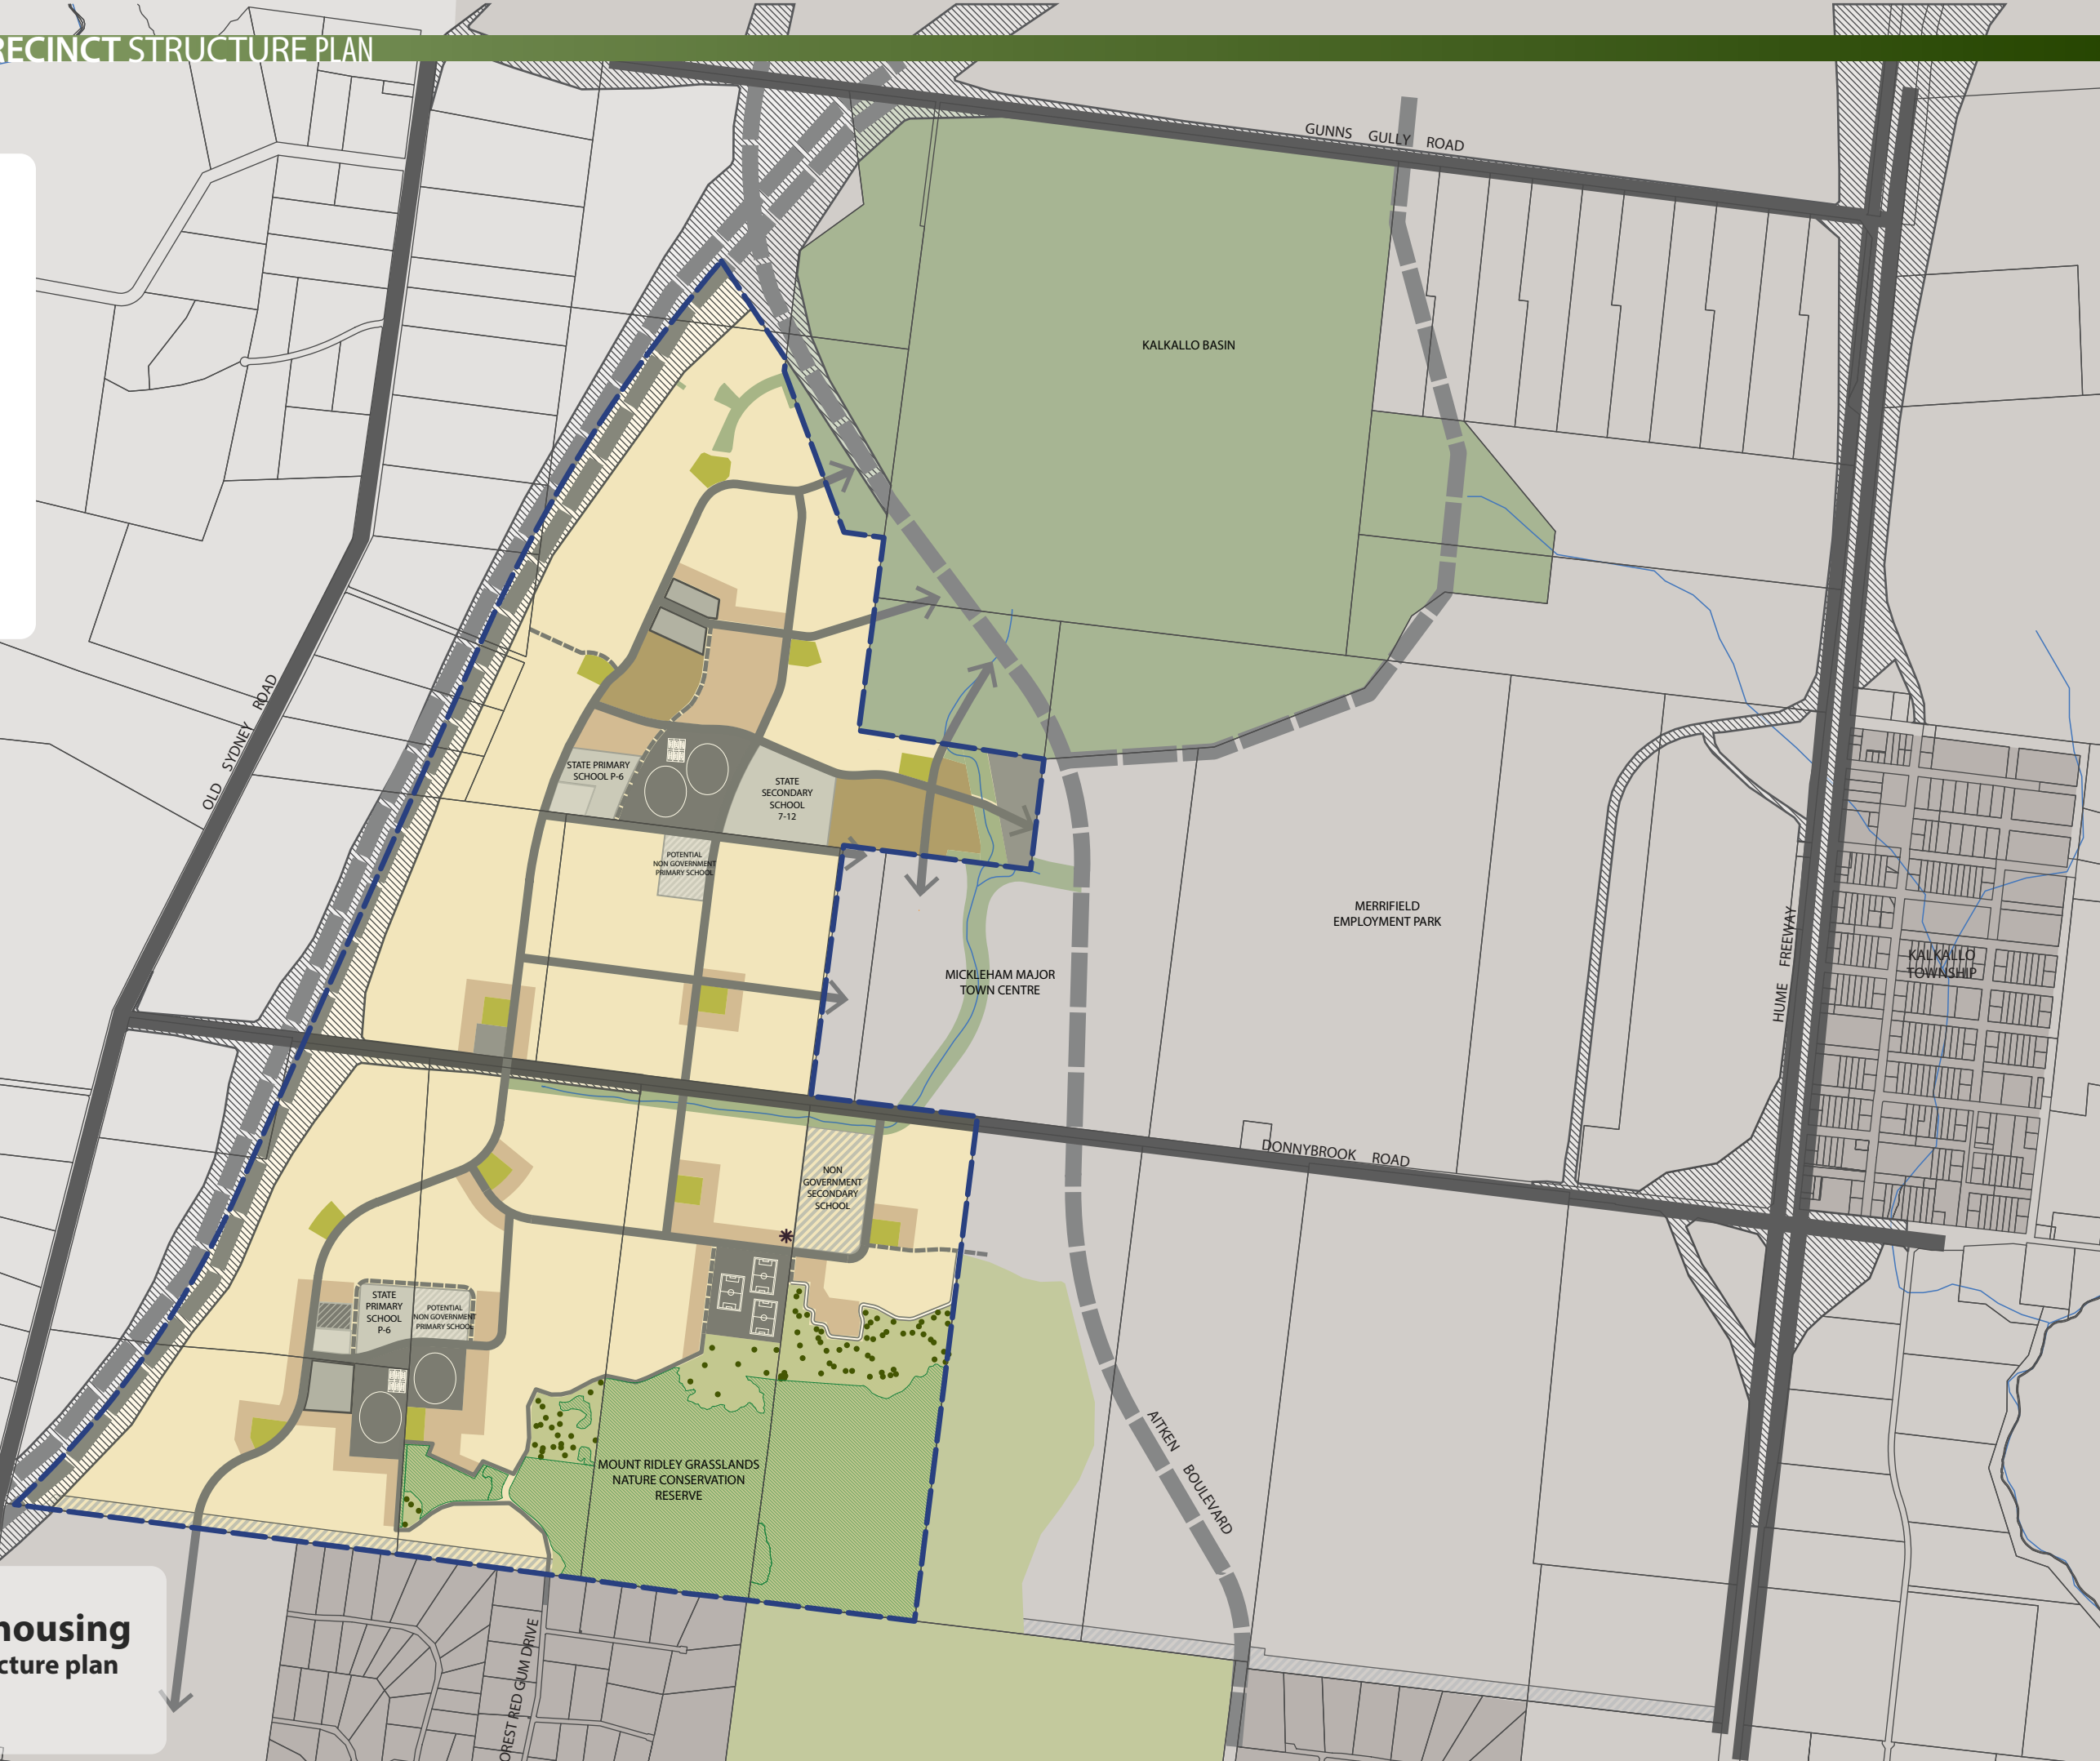 RECINCT STRUCTURE PLAN
GUNNS GULLY ROAD
KALKALLO BASIN
OLD SYDNEY ROAD
STATE PRIMARY
SCHOOL P-6
STATE
SECONDARY
SCHOOL
7-12
POTENTIAL
NON GOVERNMENT
PRIMARY SCHOOL
MERRIFIELD
EMPLOYMENT PARK
MICKLEHAM MAJOR
TOWN CENTRE
HUME FREEWAY
KALKALLO
TOWNSHIP
DONNYBROOK ROAD
NON
GOVERNMENT
SECONDARY
SCHOOL
STATE
PRIMARY
SCHOOL
P-6
POTENTIAL
NON GOVERNMENT
PRIMARY SCHOOL
MOUNT RIDLEY GRASSLANDS
NATURE CONSERVATION
RESERVE
AITKEN BOULEVARD
housing
cture plan
OREST RED GUM DRIVE